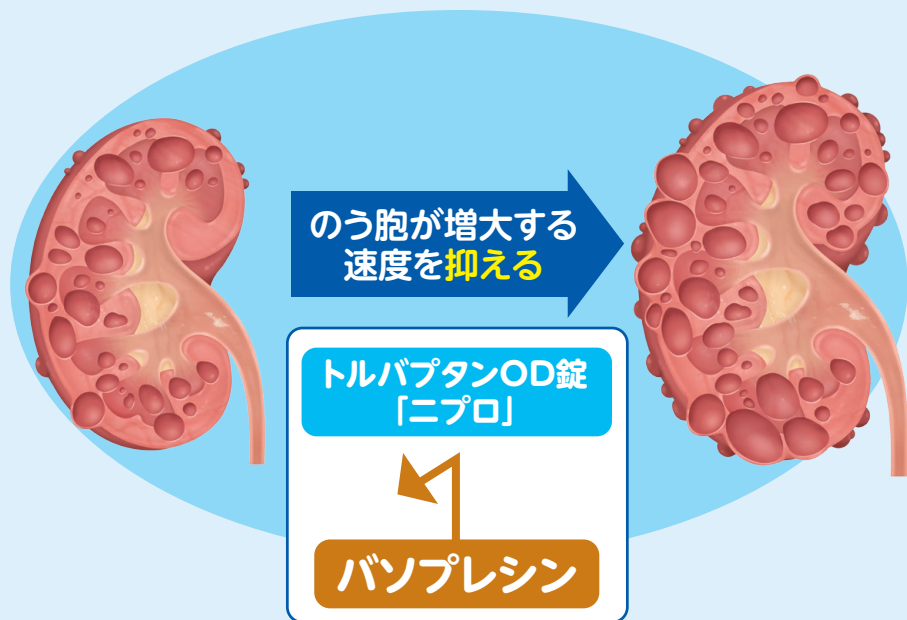 のう胞が増大する
速度を抑える
トルバプタンOD錠
「ニプロ」
バソプレシン